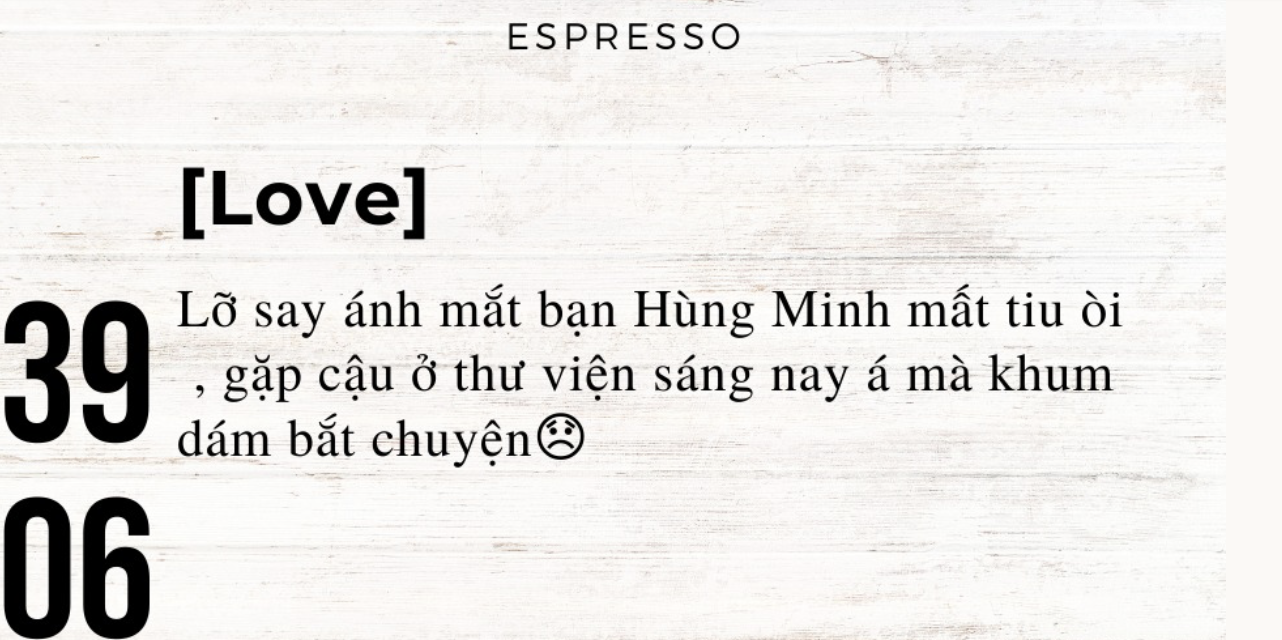 ESPRESSO
[Love]
39
Lỡ say ánh mắt bạn Hùng Minh mất tiu òi
, gặp cậu ở thư viện sáng nay á mà khum
dám bắt chuyện☹
06